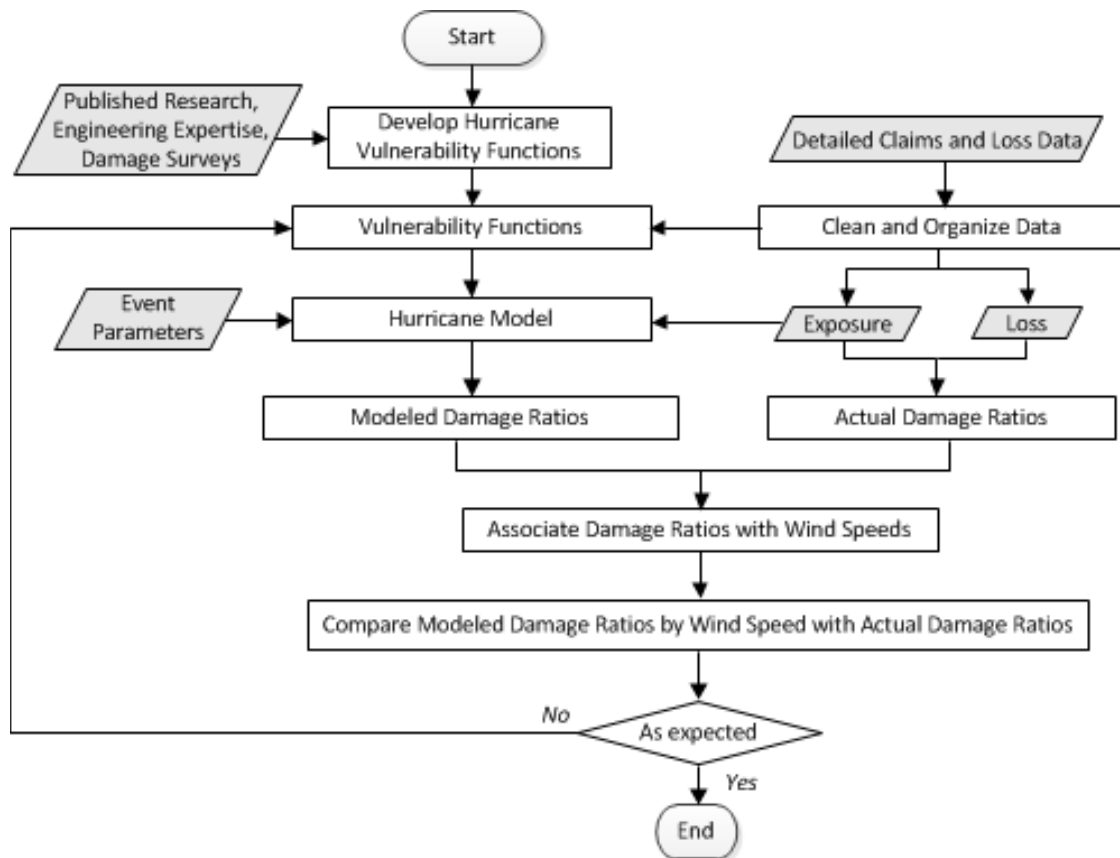 Start
Published Research,
Engineering Expertise,
Damage Surveys
Develop Hurricane
Vulnerability Functions
Detailed Claims and Loss Data
Vulnerability Functions
Clean and Organize Data
Event
Parameters
Hurricane Model
Exposure
Loss
Modeled Damage Ratios
Actual Damage Ratios
Associate Damage Ratios with Wind Speeds
Compare Modeled Damage Ratios by Wind Speed with Actual Damage Ratios
No
As expected
Yes
End